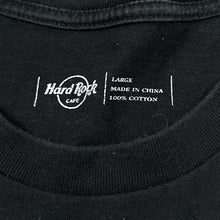 Hard Rock
CAFE
LARGE
MADE IN CHINA
100% COTTON